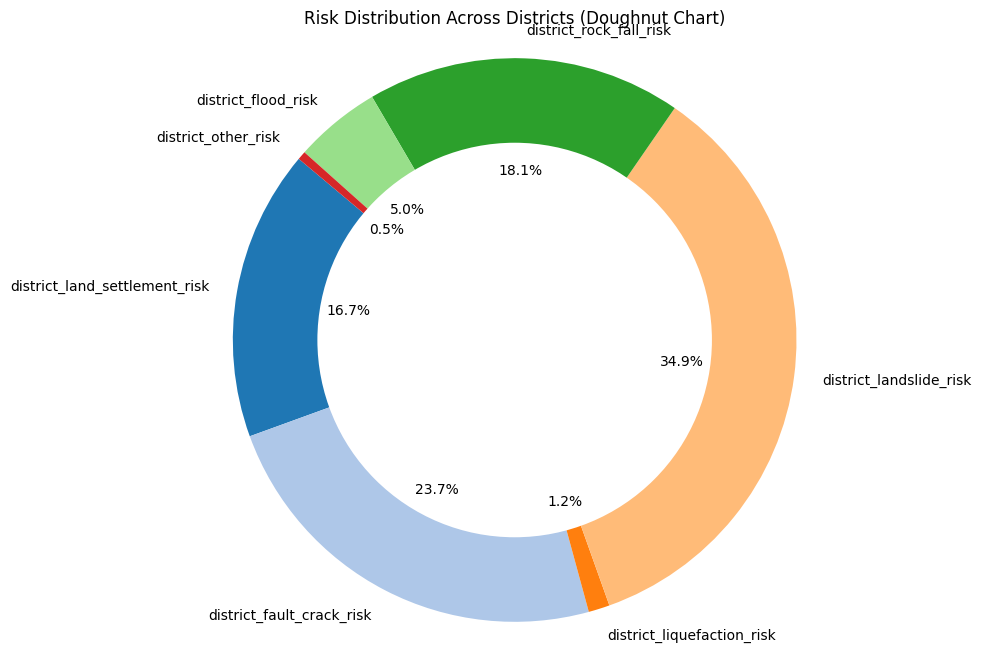 Risk Distribution Across Districts (Doughnut Chart)
district_rock_fall_risk
district_flood_risk
district_other_risk
18.1%
5.0%
0.5%
district_land_settlement_risk
16.7%
34.9%
district_landslide_risk
23.7%
1.2%
district_fault_crack_risk
district_liquefaction_risk